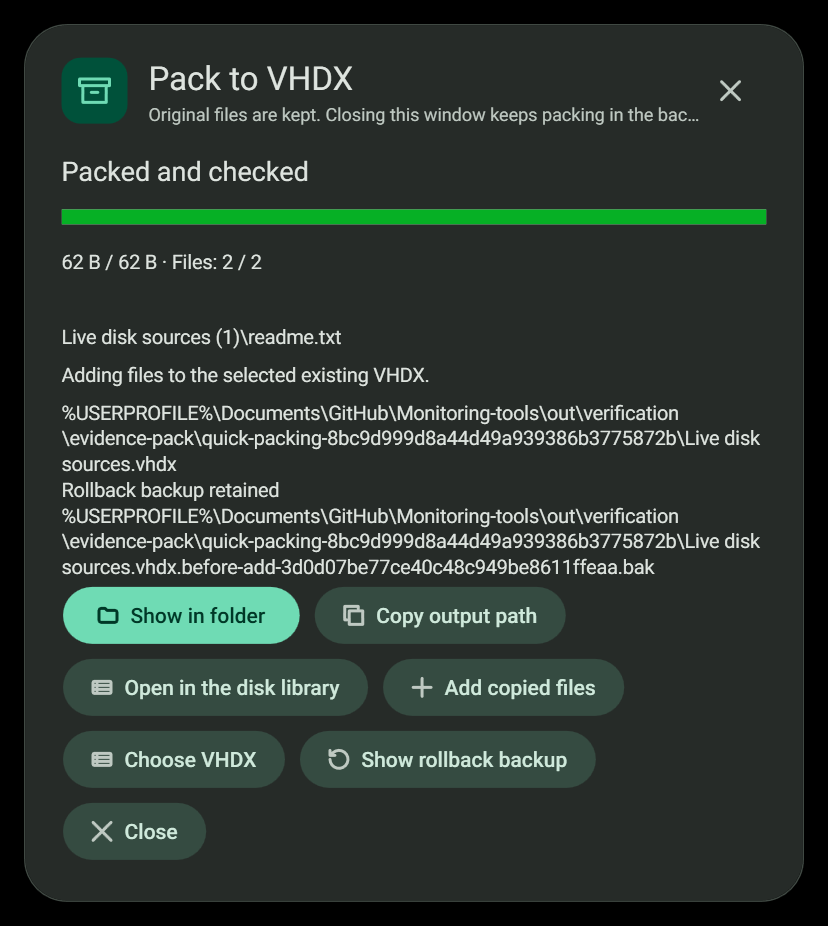 Pack to VHDX
Original files are kept. Closing this window keeps packing in the bac...
Packed and checked
62 B / 62 B · Files: 2 / 2
Live disk sources (1)\readme.txt
Adding files to the selected existing VHDX.
%USERPROFILE%\Documents\GitHub\Monitoring-tools\out\verification
\evidence-pack\quick-packing-8bc9d999d8a44d49a939386b3775872b\Live disk
sources.vhdx
Rollback backup retained
%USERPROFILE%\Documents\GitHub\Monitoring-tools\out\verification
\evidence-pack\quick-packing-8bc9d999d8a44d49a939386b3775872b\Live disk
sources.vhdx.before-add-3d0d07be77ce40c48c949be8611ffeaa.bak
Show in folder
Copy output path
Open in the disk library
Add copied files
Choose VHDX
Show rollback backup
Close